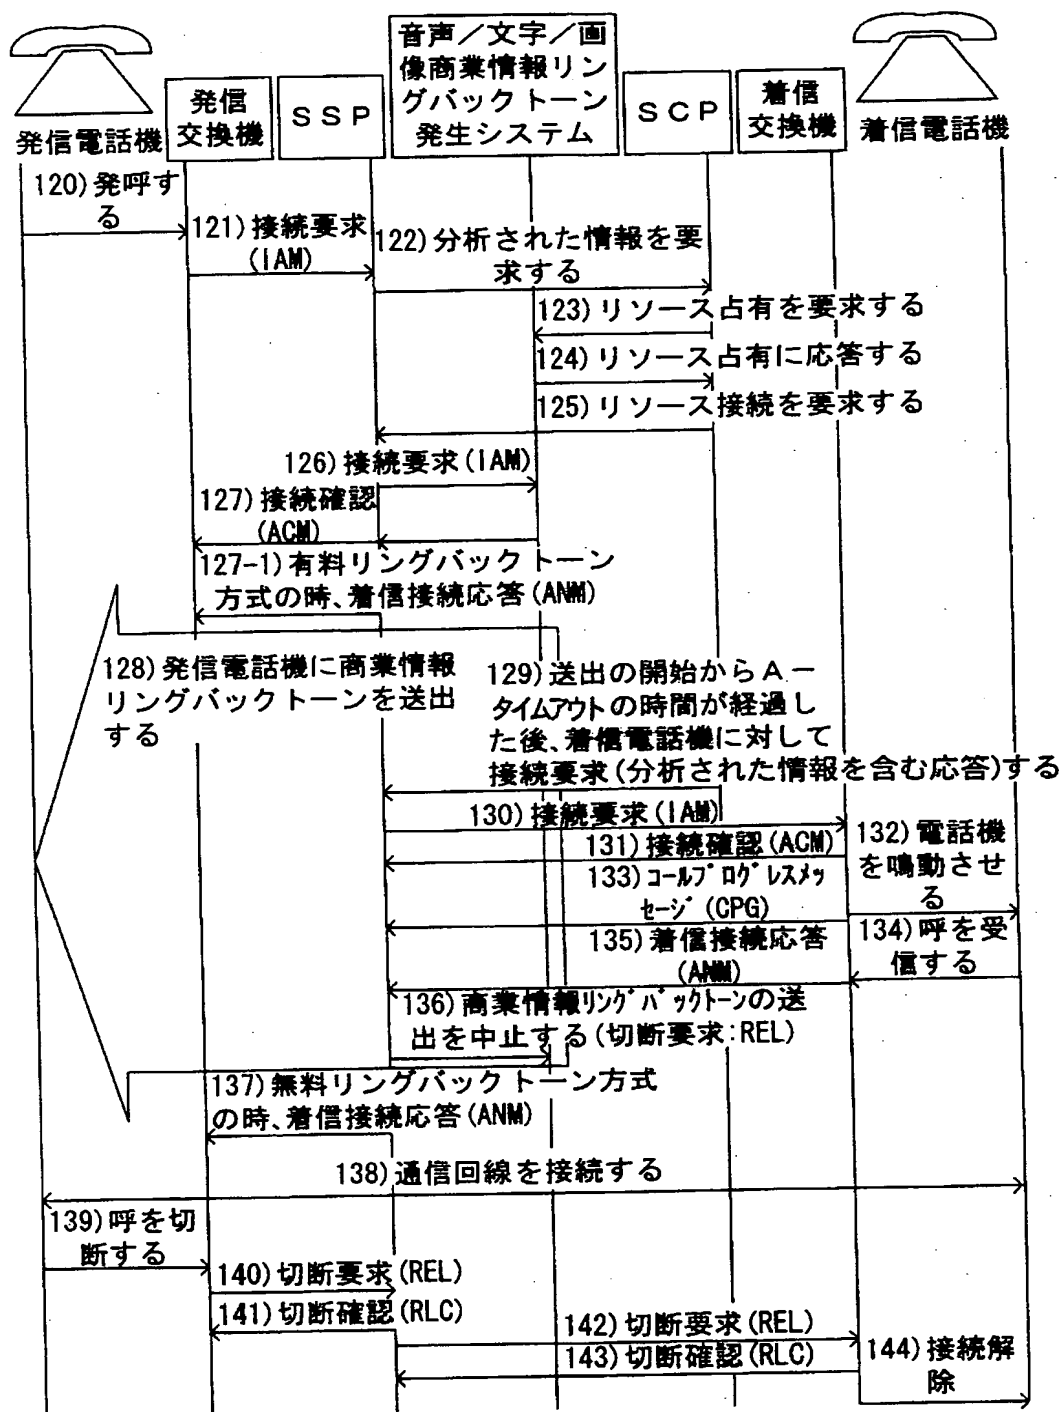 発信電話機
発信
交換機
SSP
音声／文字／画
像商業情報リン
グバックトーン
発生システム
SCP
着信
交換機
着信電話機
120)発呼す
る
121)接続要求
(IAM)
122)分析された情報を要
求する
123)リソース占有を要求する
124)リソース占有に応答する
125)リソース接続を要求する
126)接続要求(IAM)
127)接続確認
(ACM)
127-1)有料リングバックトーン
方式の時、着信接続応答(ANM)
128)発信電話機に商業情報
リングバックトーンを送出
する
129)送出の開始からAー
タイムアウトの時間が経過し
た後、着信電話機に対して
接続要求(分析された情報を含む応答)する
130)接続要求(IAM)
131)接続確認(ACM)
132)電話機
を鳴動させ
る
133)コールプログレスメッ
セージ(CPG)
134)呼を受
信する
135)着信接続応答
(ANM)
136)商業情報リングバックトーンの送
出を中止する(切断要求:REL)
137)無料リングバックトーン方式
の時、着信接続応答(ANM)
138)通信回線を接続する
139)呼を切
断する
140)切断要求(REL)
141)切断確認(RLC)
142)切断要求(REL)
143)切断確認(RLC)
144)接続解
除